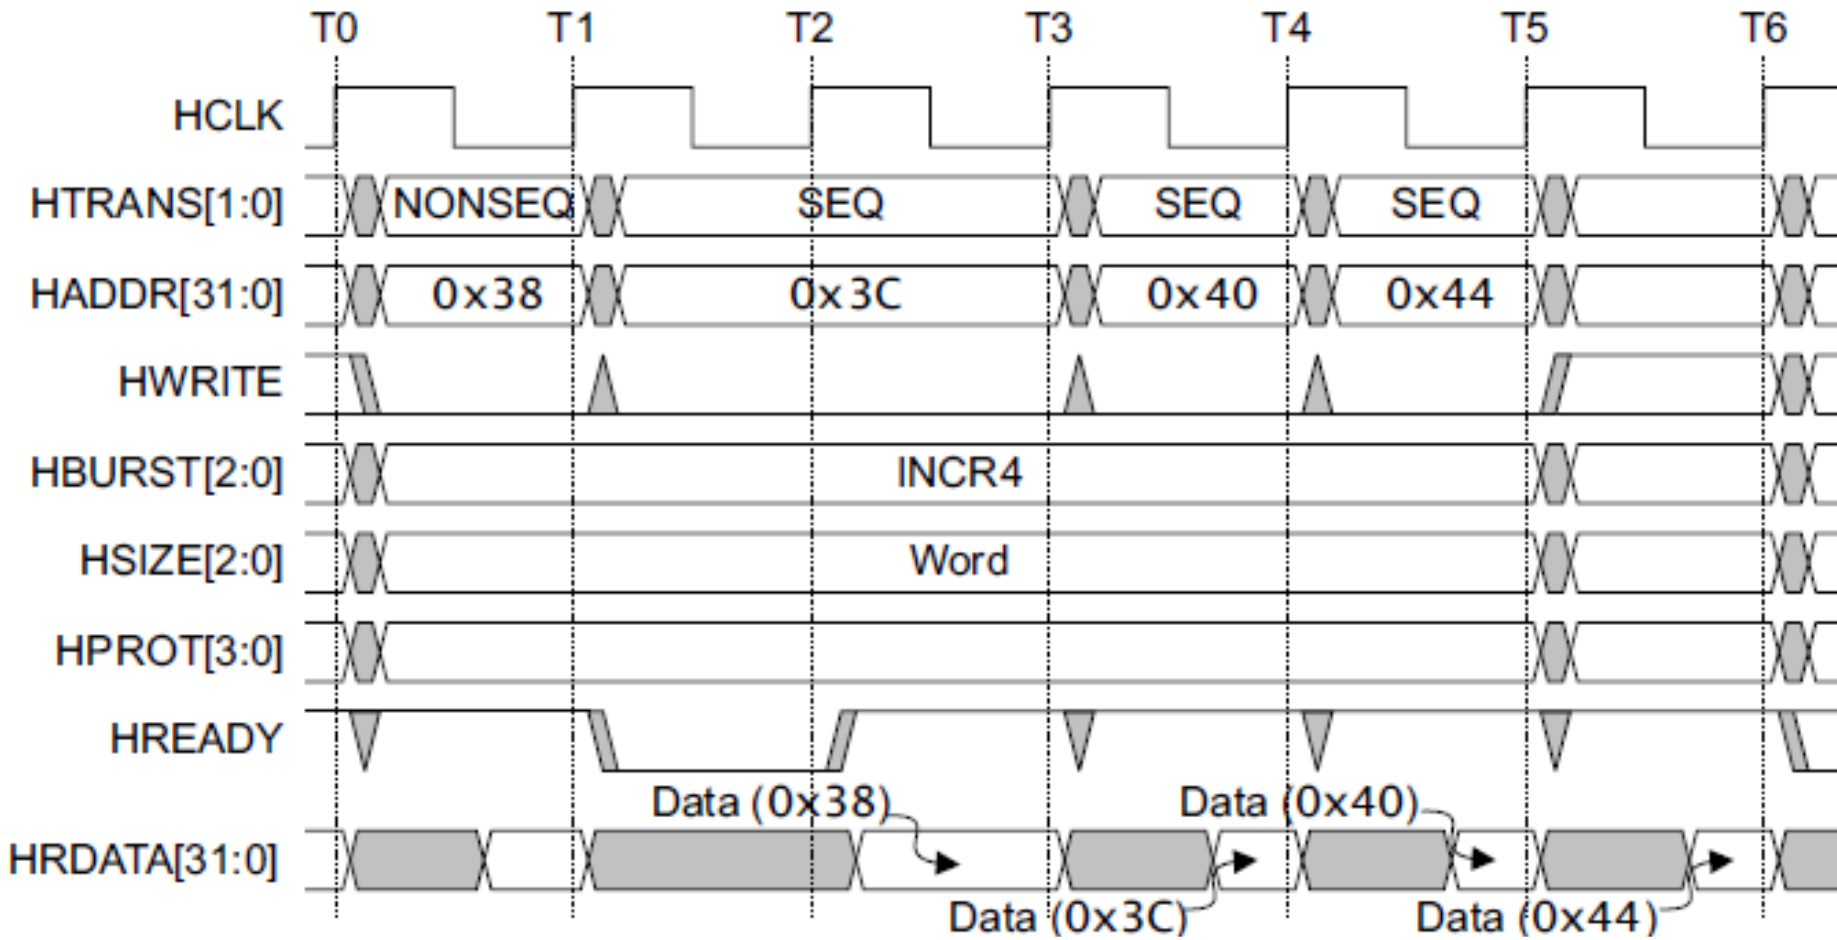 T0 T1 T2 T3 T4 T5 T6
HCLK
HTRANS[1:0] NONSEQ SEQ SEQ SEQ
HADDR[31:0] 0x38 0x3C 0x40 0x44
HWRITE
HBURST[2:0] INCR4
HSIZE[2:0] Word
HPROT[3:0]
HREADY
Data (0x38) Data (0x40)
HRDATA[31:0]
Data (0x3C) Data (0x44)